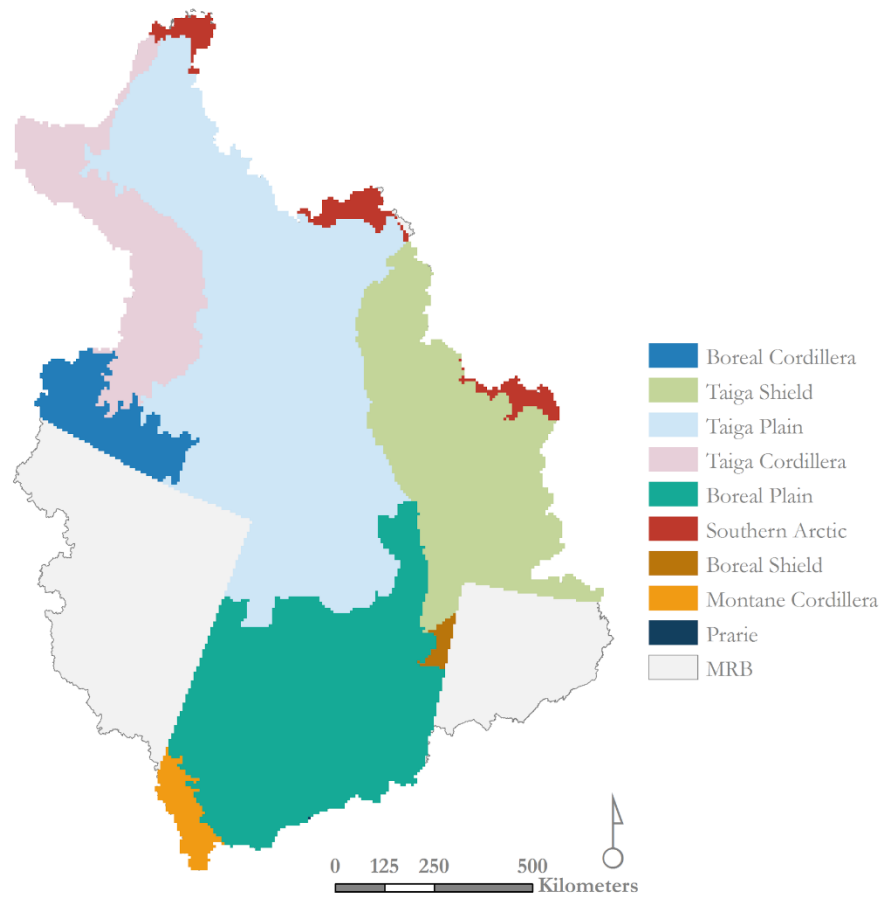 Boreal Cordillera
Taiga Shield
Taiga Plain
Taiga Cordillera
Boreal Plain
Southern Arctic
Boreal Shield
Montane Cordillera
Prarie
MRB
0 125 250 500
Kilometers